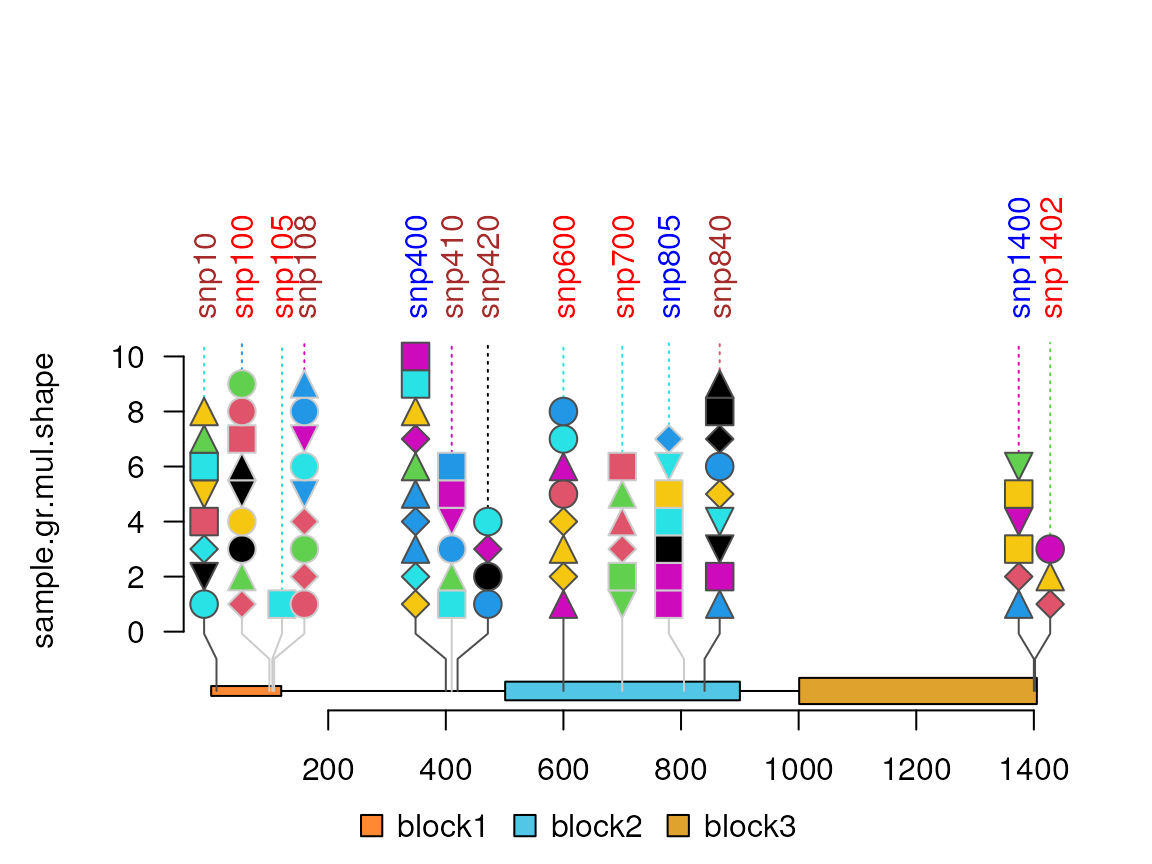 snp10
snp100
snp105
snp108
snp400
snp410
snp420
snp600
snp700
snp805
snp840
snp1400
snp1402
sample.gr.mul.shape
10
8
6
4
2
0
200 400 600 800 1000 1200 1400
block1 block2 block3